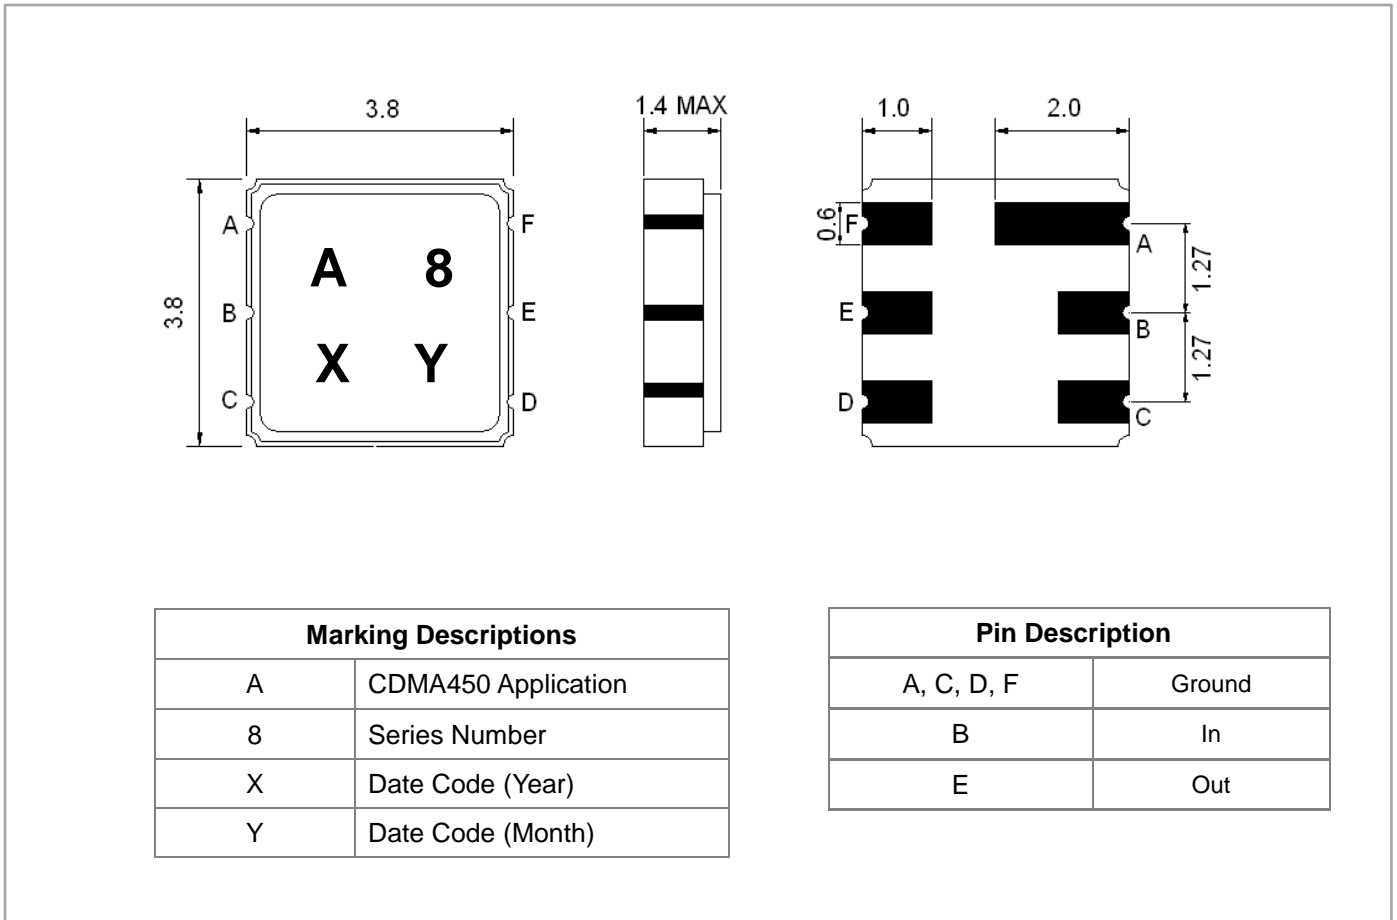 3.8
1.4 MAX
1.0
2.0
3.8
A
B
C
F
E
D
A 8
X Y
0.6
F
E
D
A
B
C
1.27
1.27
Marking Descriptions
A CDMA450 Application
8 Series Number
X Date Code (Year)
Y Date Code (Month)
Pin Description
A, C, D, F Ground
B In
E Out